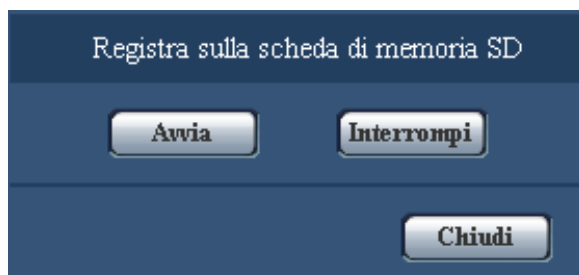 Registra sulla scheda di memoria SD
Avvia Interrompi
Chiudi